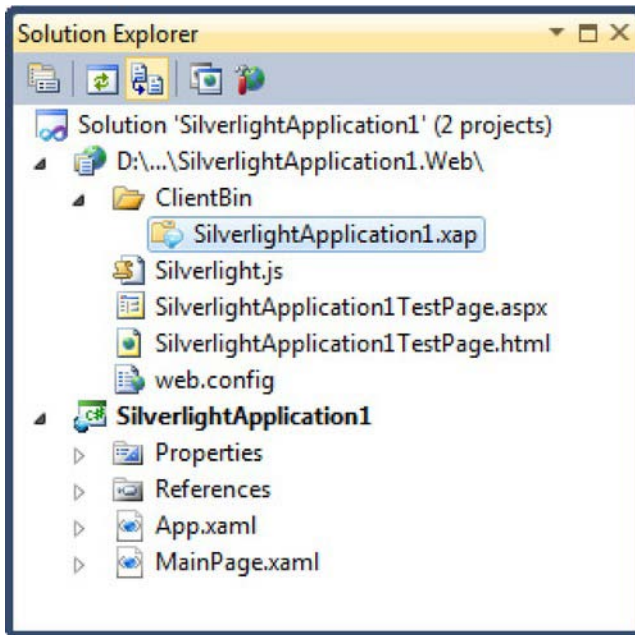 Solution Explorer
Solution 'SilverlightApplication1' (2 projects)
D:\...\SilverlightApplication1.Web\
ClientBin
SilverlightApplication1.xap
Silverlight.js
SilverlightApplication1TestPage.aspx
SilverlightApplication1TestPage.html
web.config
SilverlightApplication1
Properties
References
App.xaml
MainPage.xaml